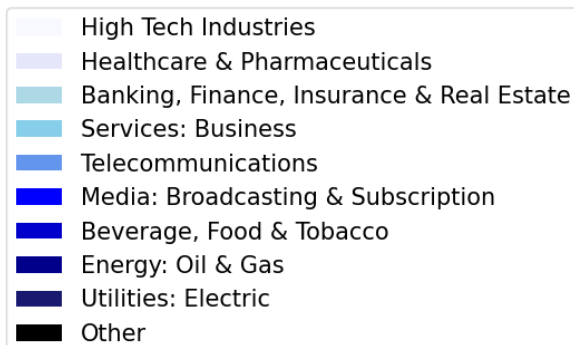 High Tech Industries
Healthcare & Pharmaceuticals
Banking, Finance, Insurance & Real Estate
Services: Business
Telecommunications
Media: Broadcasting & Subscription
Beverage, Food & Tobacco
Energy: Oil & Gas
Utilities: Electric
Other